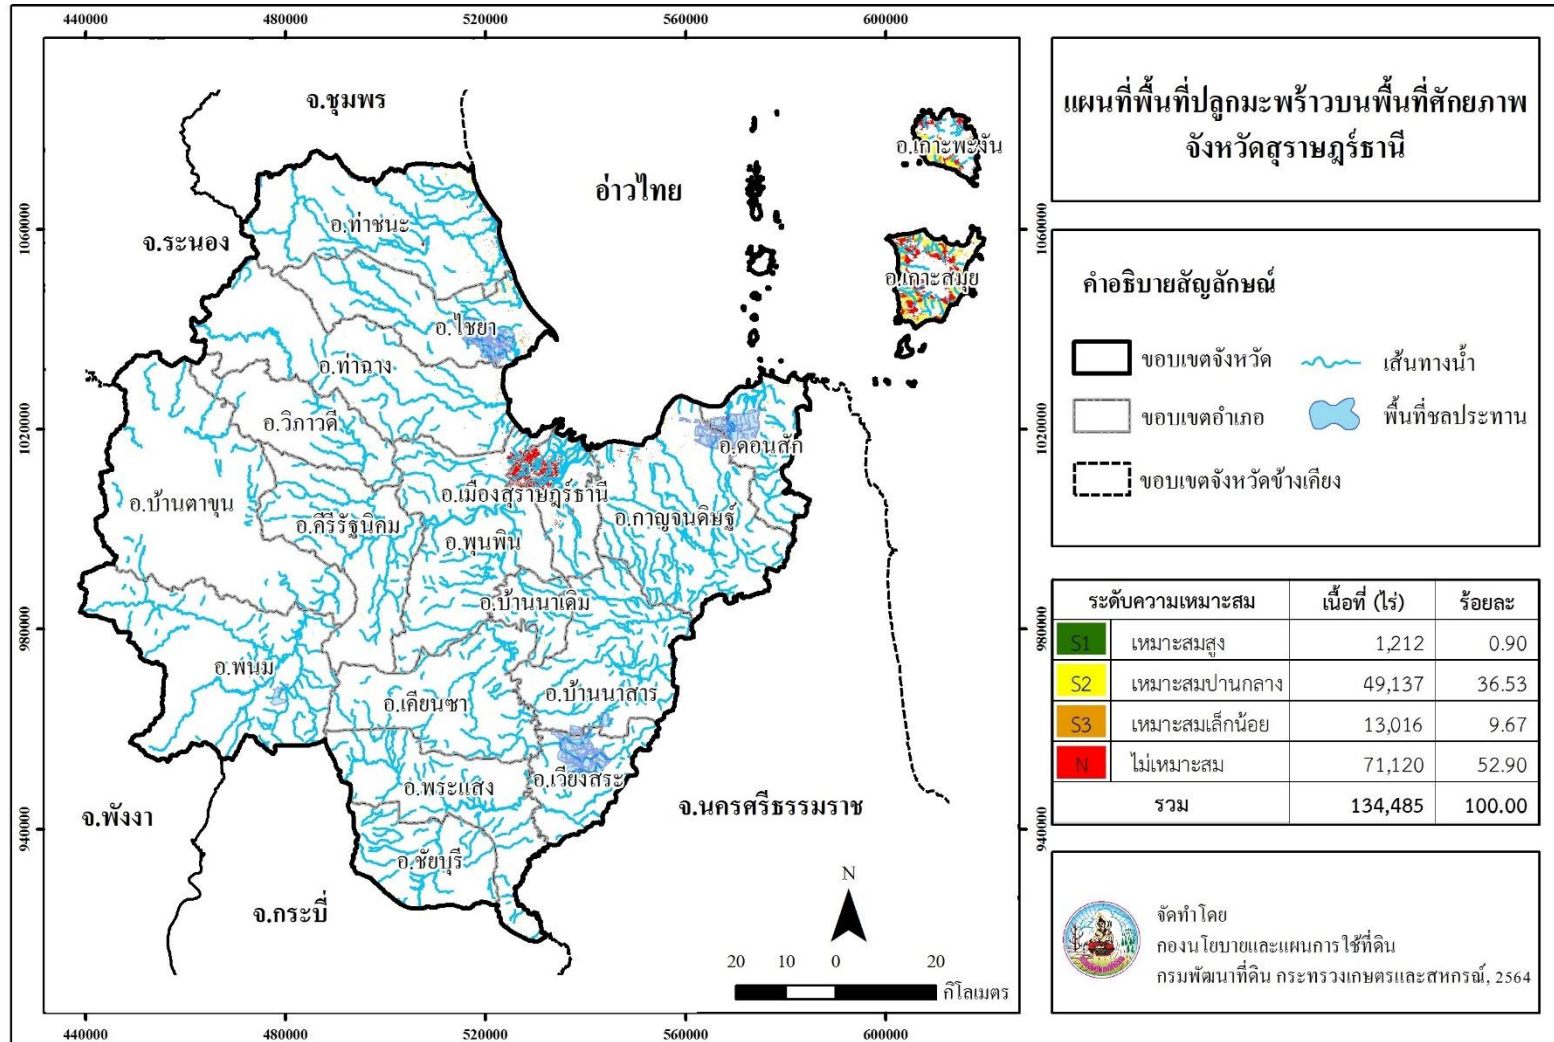 440000 480000 520000 560000 600000
แผนที่พื้นที่ปลูกมะพร้าวบนพื้นที่ศักยภาพ
จังหวัดสุราษฎร์ธานี
จ.ชุมพร
อ.เกาะพะงัน
อ่าวไทย
อ.ท่าชนะ
1060000
1060000
จ.ระนอง
อ.เกาะสมุย
คำอธิบายสัญลักษณ์
อ.ไชยา
ขอบเขตจังหวัด เส้นทางน้ำ
อ.ท่าฉาง
ขอบเขตอำเภอ พื้นที่ชลประทาน
อ.วิภาวดี
1020000
1020000
อ.ดอนสัก
ขอบเขตจังหวัดข้างเคียง
อ.เมืองสุราษฎร์ธานี
อ.บ้านตาขุน
อ.คีรีรัฐนิคม
อ.กาญจนดิษฐ์
อ.พุนพิน
อ.บ้านนาเดิม
980000
980000
ระดับความเหมาะสม เนื้อที่ (ไร่) ร้อยละ
S1 เหมาะสมสูง 1,212 0.90
S2 เหมาะสมปานกลาง 49,137 36.53
S3 เหมาะสมเล็กน้อย 13,016 9.67
N ไม่เหมาะสม 71,120 52.90
รวม 134,485 100.00
อ.พนม
อ.บ้านนาสาร
อ.เคียนซา
อ.เวียงสระ
อ.พระแสง
จ.พังงา
จ.นครศรีธรรมราช
940000
940000
อ.ชัยบุรี
จ.กระบี่
N
20 10 0 20
กิโลเมตร
จัดทำโดย
กองนโยบายและแผนการใช้ที่ดิน
กรมพัฒนาที่ดิน กระทรวงเกษตรและสหกรณ์, 2564
440000 480000 520000 560000 600000